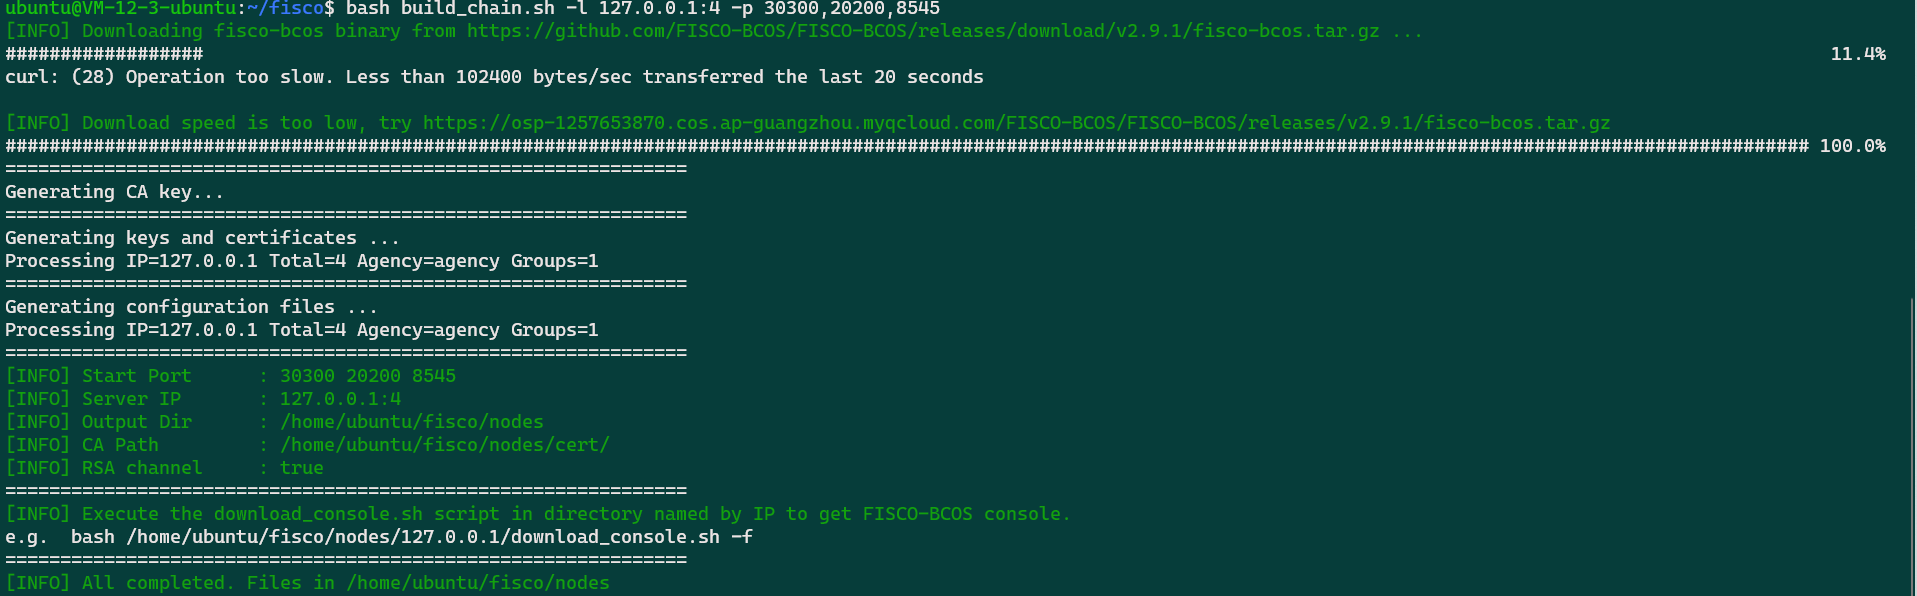 ubuntu@VM-12-3-ubuntu:~/fisco$ bash build_chain.sh -l 127.0.0.1:4 -p 30300,20200,8545
[INFO] Downloading fisco-bcos binary from https://github.com/FISCO-BCOS/FISCO-BCOS/releases/download/v2.9.1/fisco-bcos.tar.gz ...
################## 11.4%
curl: (28) Operation too slow. Less than 102400 bytes/sec transferred the last 20 seconds
[INFO] Download speed is too low, try https://osp-1257653870.cos.ap-guangzhou.myqcloud.com/FISCO-BCOS/FISCO-BCOS/releases/v2.9.1/fisco-bcos.tar.gz
#################################################################################################################################################################### 100.0%
==============================================================
Generating CA key...
==============================================================
Generating keys and certificates ...
Processing IP=127.0.0.1 Total=4 Agency=agency Groups=1
==============================================================
Generating configuration files ...
Processing IP=127.0.0.1 Total=4 Agency=agency Groups=1
==============================================================
[INFO] Start Port      : 30300 20200 8545
[INFO] Server IP       : 127.0.0.1:4
[INFO] Output Dir      : /home/ubuntu/fisco/nodes
[INFO] CA Path         : /home/ubuntu/fisco/nodes/cert/
[INFO] RSA channel     : true
==============================================================
[INFO] Execute the download_console.sh script in directory named by IP to get FISCO-BCOS console.
e.g.  bash /home/ubuntu/fisco/nodes/127.0.0.1/download_console.sh -f
==============================================================
[INFO] All completed. Files in /home/ubuntu/fisco/nodes